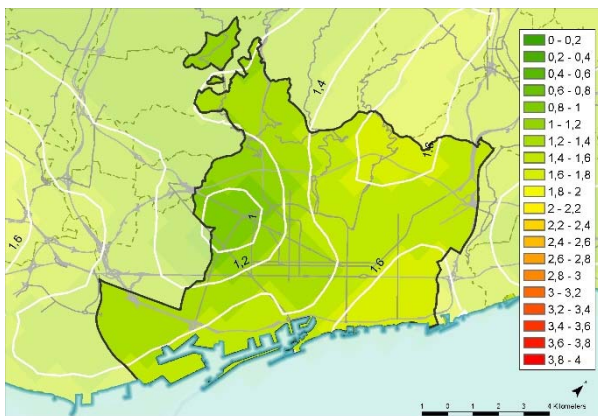 0 - 0,2
0,2 - 0,4
0,4 - 0,6
0,6 - 0,8
0,8 - 1
1 - 1,2
1,2 - 1,4
1,4 - 1,6
1,6 - 1,8
1,8 - 2
2 - 2,2
2,2 - 2,4
2,4 - 2,6
2,6 - 2,8
2,8 - 3
3 - 3,2
3,2 - 3,4
3,4 - 3,6
3,6 - 3,8
3,8 - 4
1,4
1,6
1
1,6
1,2
1,6
1 0 1 2 3 4 Kilometers